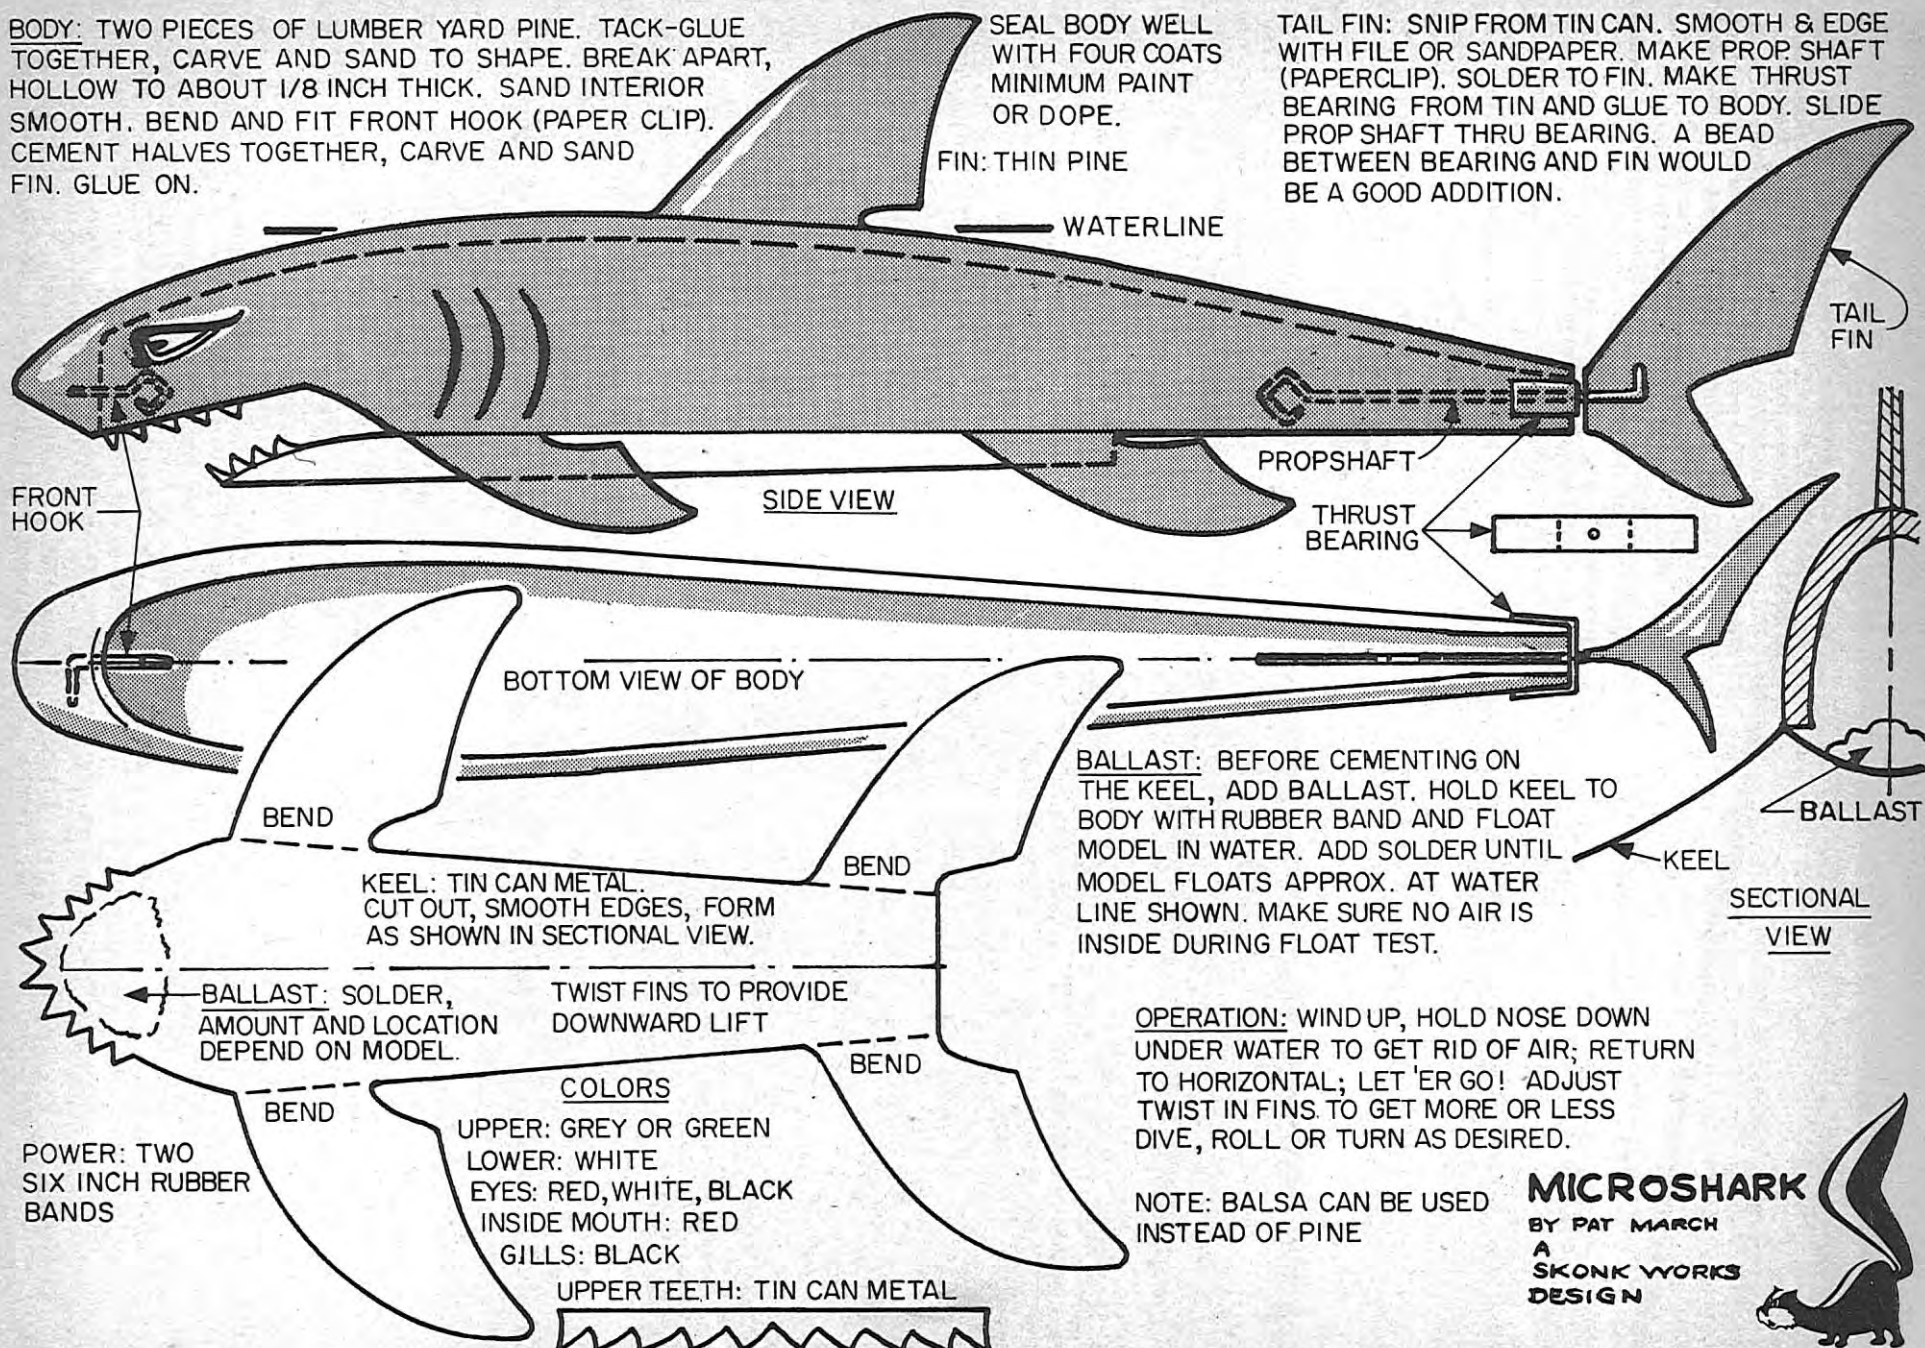 BODY: TWO PIECES OF LUMBER YARD PINE. TACK-GLUE
TOGETHER, CARVE AND SAND TO SHAPE. BREAK APART,
HOLLOW TO ABOUT 1/8 INCH THICK. SAND INTERIOR
SMOOTH. BEND AND FIT FRONT HOOK (PAPER CLIP).
CEMENT HALVES TOGETHER, CARVE AND SAND
FIN. GLUE ON.
SEAL BODY WELL
WITH FOUR COATS
MINIMUM PAINT
OR DOPE.
FIN: THIN PINE
TAIL FIN: SNIP FROM TIN CAN. SMOOTH & EDGE
WITH FILE OR SANDPAPER. MAKE PROP SHAFT
(PAPERCLIP). SOLDER TO FIN. MAKE THRUST
BEARING FROM TIN AND GLUE TO BODY. SLIDE
PROP SHAFT THRU BEARING. A BEAD
BETWEEN BEARING AND FIN WOULD
BE A GOOD ADDITION.
WATERLINE
TAIL
FIN
FRONT
HOOK
SIDE VIEW
PROPSHAFT
THRUST
BEARING
BOTTOM VIEW OF BODY
BALLAST: BEFORE CEMENTING ON
THE KEEL, ADD BALLAST. HOLD KEEL TO
BODY WITH RUBBER BAND AND FLOAT
MODEL IN WATER. ADD SOLDER UNTIL
MODEL FLOATS APPROX. AT WATER
LINE SHOWN. MAKE SURE NO AIR IS
INSIDE DURING FLOAT TEST.
BALLAST
KEEL
SECTIONAL
VIEW
BEND
BEND
KEEL: TIN CAN METAL.
CUT OUT, SMOOTH EDGES, FORM
AS SHOWN IN SECTIONAL VIEW.
BALLAST: SOLDER,
AMOUNT AND LOCATION
DEPEND ON MODEL.
TWIST FINS TO PROVIDE
DOWNWARD LIFT
BEND
BEND
OPERATION: WIND UP, HOLD NOSE DOWN
UNDER WATER TO GET RID OF AIR; RETURN
TO HORIZONTAL; LET 'ER GO! ADJUST
TWIST IN FINS TO GET MORE OR LESS
DIVE, ROLL OR TURN AS DESIRED.
COLORS
UPPER: GREY OR GREEN
LOWER: WHITE
EYES: RED, WHITE, BLACK
INSIDE MOUTH: RED
GILLS: BLACK
POWER: TWO
SIX INCH RUBBER
BANDS
NOTE: BALSA CAN BE USED
INSTEAD OF PINE
UPPER TEETH: TIN CAN METAL
MICROSHARK
BY PAT MARCH
A
SKONK WORKS
DESIGN